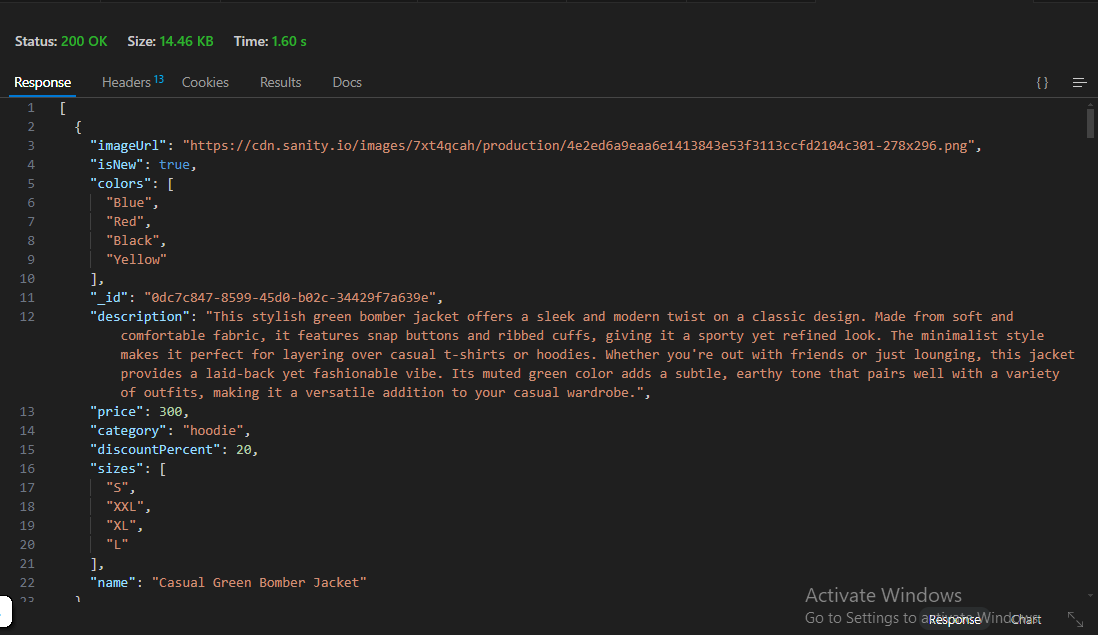 Status: 200 OK Size: 14.46 KB Time: 1.60 s
Response Headers 13 Cookies Results Docs { }
1 [
2 {
3 "imageUrl": "https://cdn.sanity.io/images/7xt4qcah/production/4e2ed6a9eaa6e1413843e53f3113ccfd2104c301-278x296.png",
4 "isNew": true,
5 "colors": [
6 "Blue",
7 "Red",
8 "Black",
9 "Yellow"
10 ],
11 "_id": "0dc7c847-8599-45d0-b02c-34429f7a639e",
12 "description": "This stylish green bomber jacket offers a sleek and modern twist on a classic design. Made from soft and
comfortable fabric, it features snap buttons and ribbed cuffs, giving it a sporty yet refined look. The minimalist style
makes it perfect for layering over casual t-shirts or hoodies. Whether you're out with friends or just lounging, this jacket
provides a laid-back yet fashionable vibe. Its muted green color adds a subtle, earthy tone that pairs well with a variety
of outfits, making it a versatile addition to your casual wardrobe.",
13 "price": 300,
14 "category": "hoodie",
15 "discountPercent": 20,
16 "sizes": [
17 "S",
18 "XXL",
19 "XL",
20 "L"
21 ],
22 "name": "Casual Green Bomber Jacket"
23 }
Activate Windows
Go to Settings to activate Windows.
Response Chart